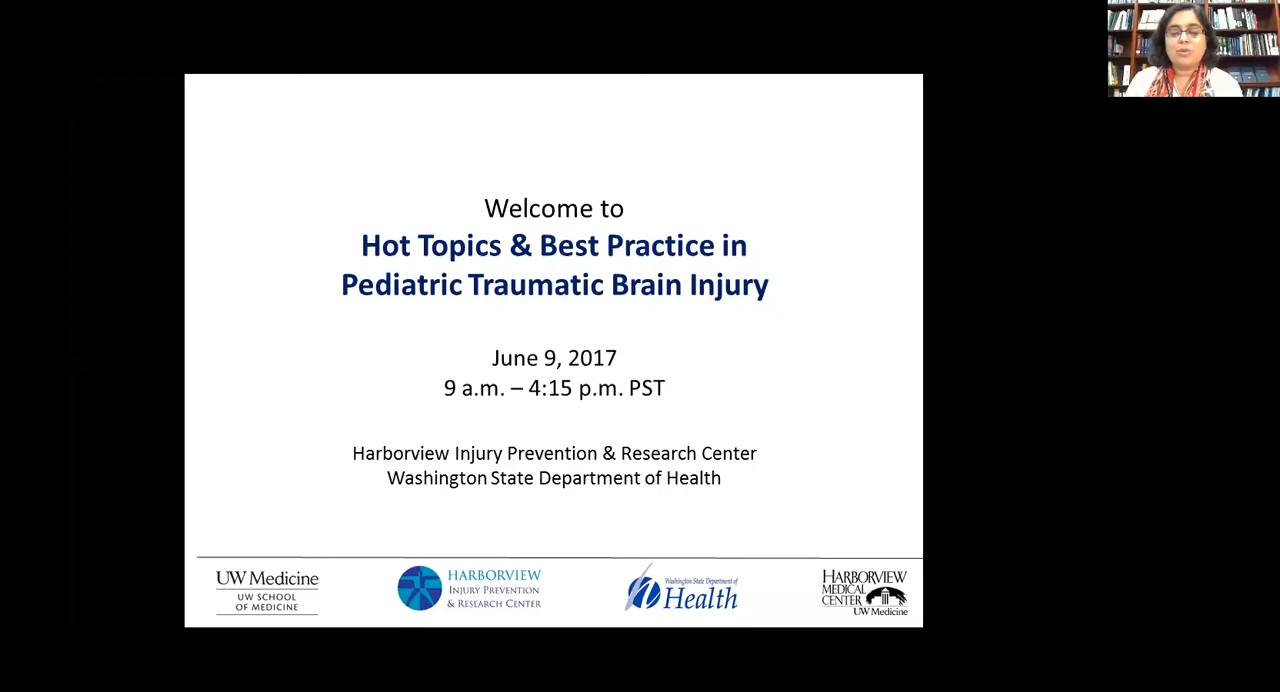 Welcome to
Hot Topics & Best Practice in
Pediatric Traumatic Brain Injury
June 9, 2017
9 a.m. – 4:15 p.m. PST
Harborview Injury Prevention & Research Center
Washington State Department of Health
UW Medicine
UW SCHOOL
OF MEDICINE
HARBORVIEW
INJURY PREVENTION
& RESEARCH CENTER
Washington State Department of
Health
HARBORVIEW
MEDICAL
CENTER
UW Medicine